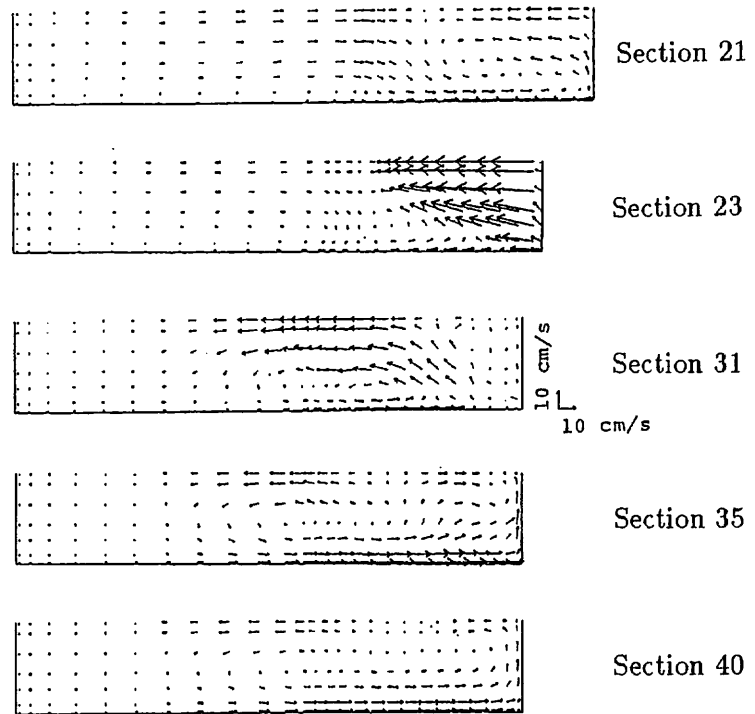 Section 21
Section 23
Section 31
10 cm/s
10 cm/s
Section 35
Section 40